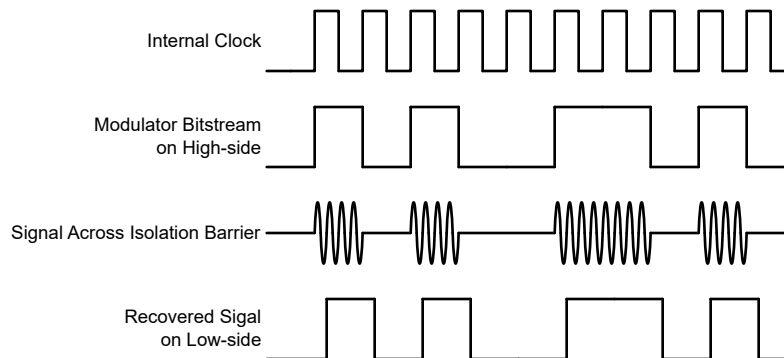 Internal Clock
Modulator Bitstream
on High-side
Signal Across Isolation Barrier
Recovered Sigal
on Low-side